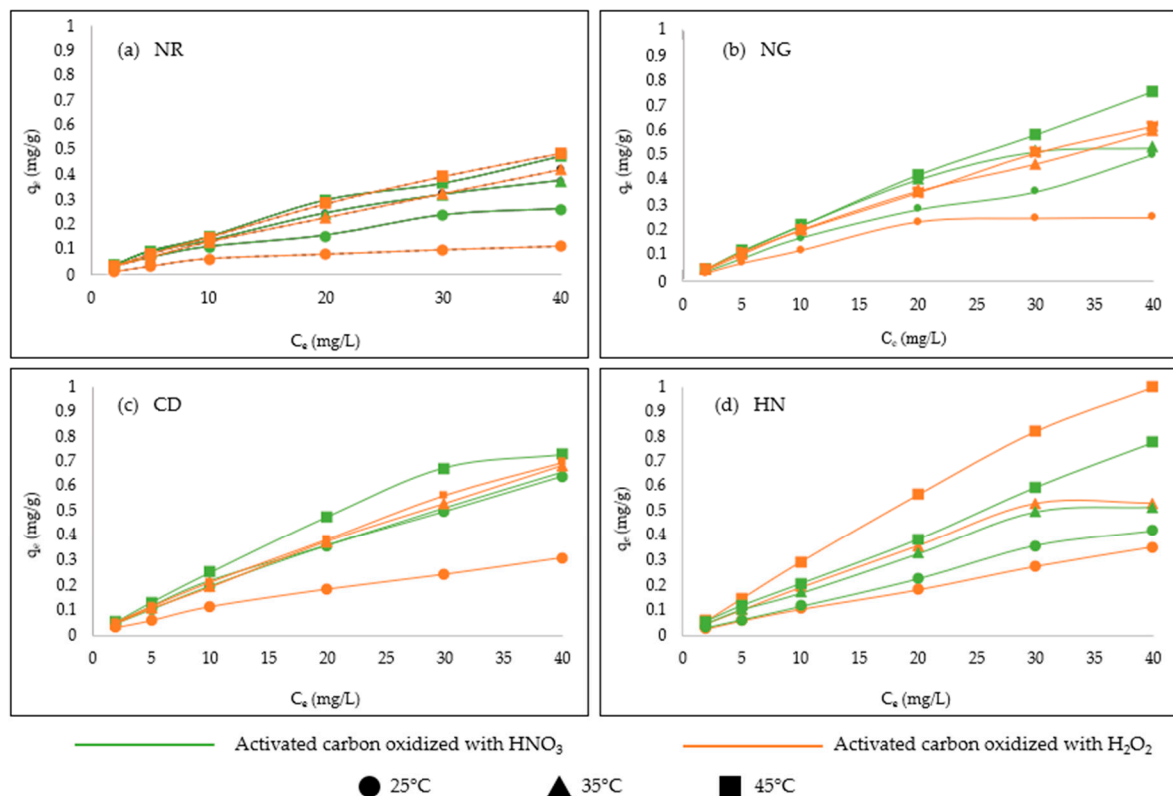 (a) NR
1
0.9
0.8
0.7
0.6
0.5
0.4
0.3
0.2
0.1
0
qe (mg/g)
0 10 20 30 40
Ce (mg/L)
(b) NG
1
0.9
0.8
0.7
0.6
0.5
0.4
0.3
0.2
0.1
0
qe (mg/g)
0 5 10 15 20 25 30 35 40
Ce (mg/L)
(c) CD
1
0.9
0.8
0.7
0.6
0.5
0.4
0.3
0.2
0.1
0
qe (mg/g)
0 5 10 15 20 25 30 35 40
Ce (mg/L)
(d) HN
1
0.9
0.8
0.7
0.6
0.5
0.4
0.3
0.2
0.1
0
qe (mg/g)
0 5 10 15 20 25 30 35 40
Ce (mg/L)
Activated carbon oxidized with HNO3 Activated carbon oxidized with H2O2
25°C 35°C 45°C